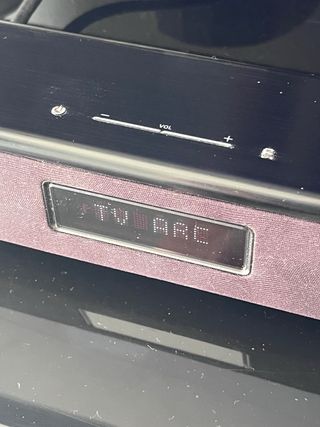 - VOL +
TV ARC